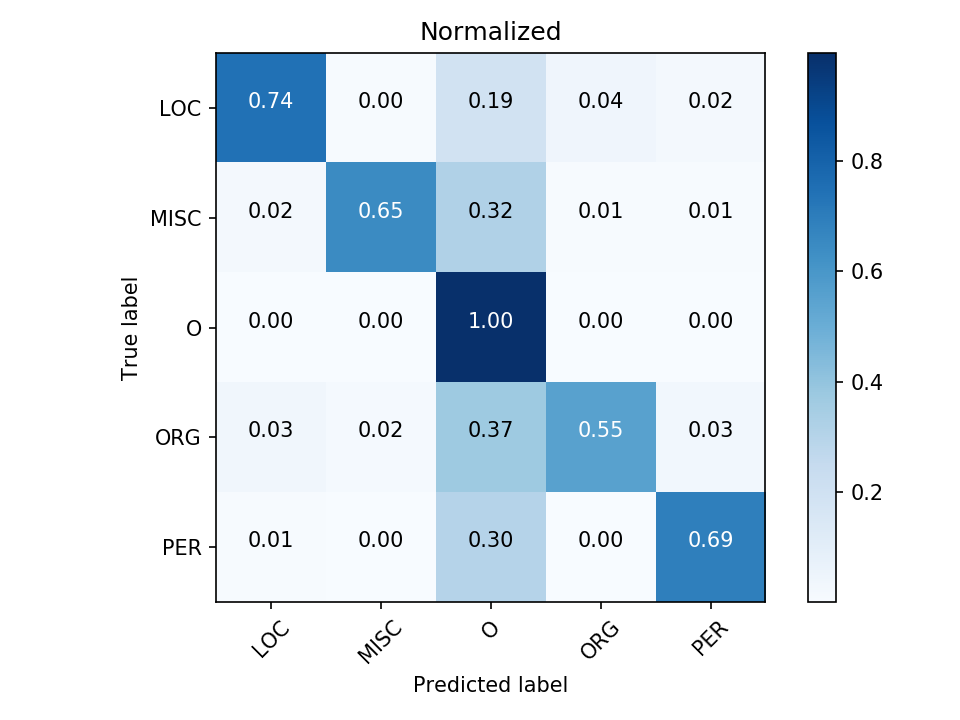 Normalized
LOC 0.74 0.00 0.19 0.04 0.02
0.8
MISC 0.02 0.65 0.32 0.01 0.01
0.6
True label
O 0.00 0.00 1.00 0.00 0.00
0.4
ORG 0.03 0.02 0.37 0.55 0.03
0.2
PER 0.01 0.00 0.30 0.00 0.69
LOC MISC O ORG PER
Predicted label